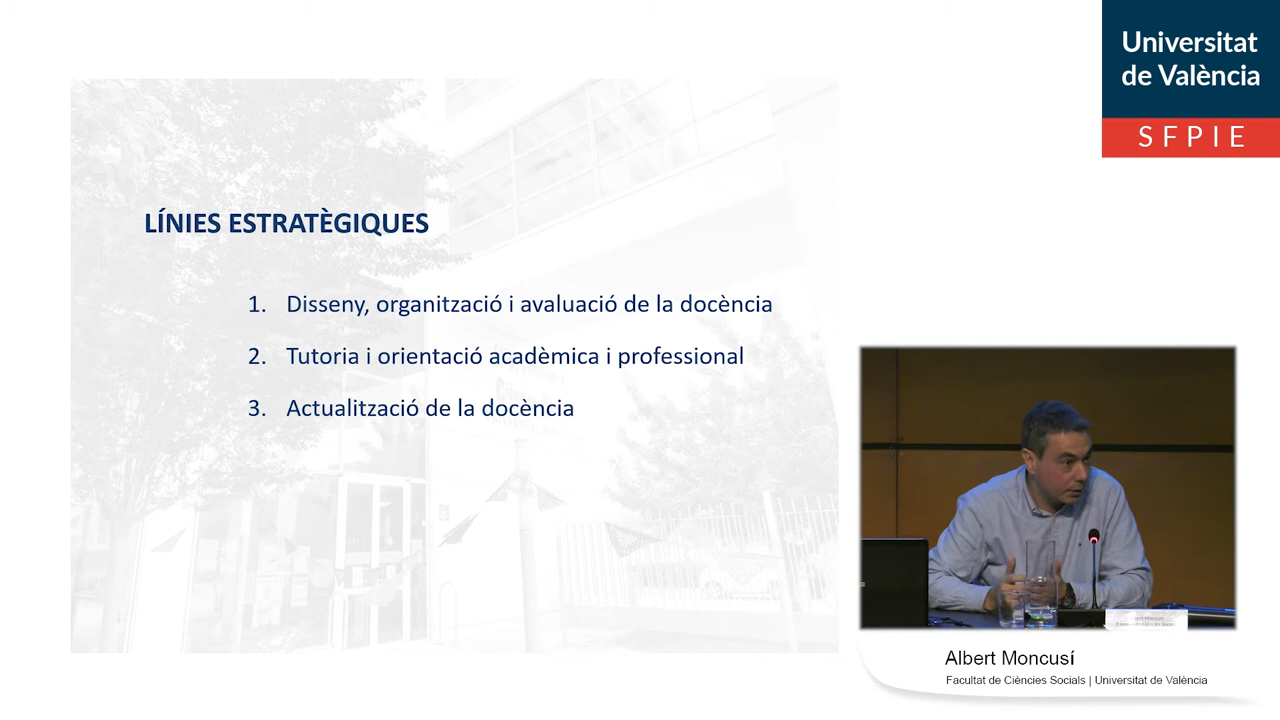 Universitat
de València
SFPIE
LÍNIES ESTRATÈGIQUES
1. Disseny, organització i avaluació de la docència
2. Tutoria i orientació acadèmica i professional
3. Actualització de la docència
Albert Moncusí
Facultat de Ciències Socials | Universitat de València